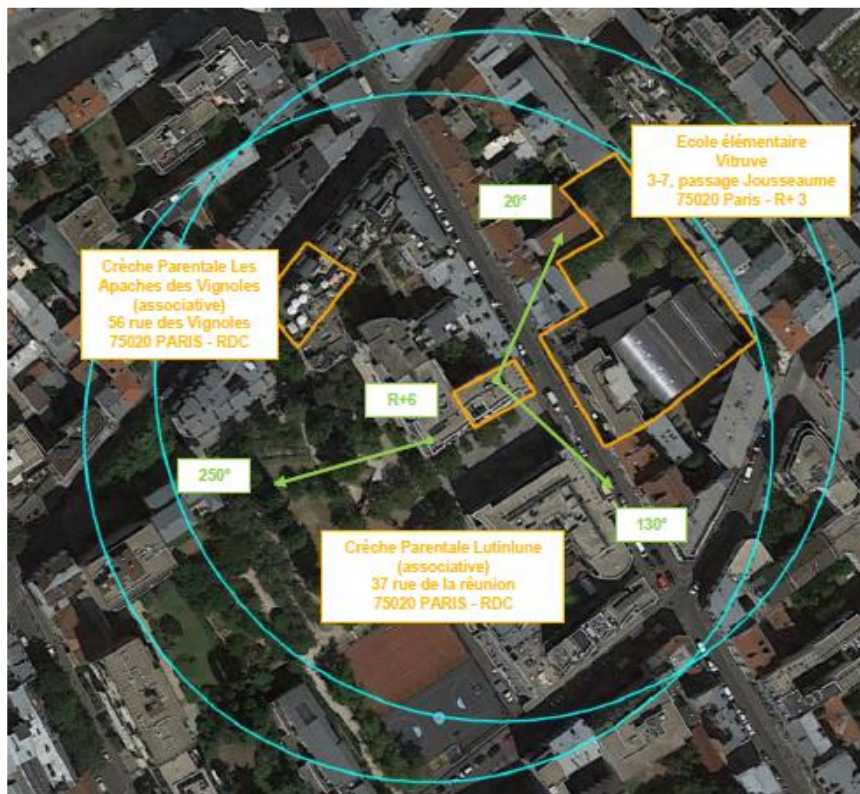 Ecole élémentaire
Vitruve
3-7, passage Jousseaume
75020 Paris - R+ 3
20°
Crèche Parentale Les
Apaches des Vignoles
(associative)
56 rue des Vignoles
75020 PARIS - RDC
R+6
250°
130°
Crèche Parentale Lutinlune
(associative)
37 rue de la réunion
75020 PARIS - RDC